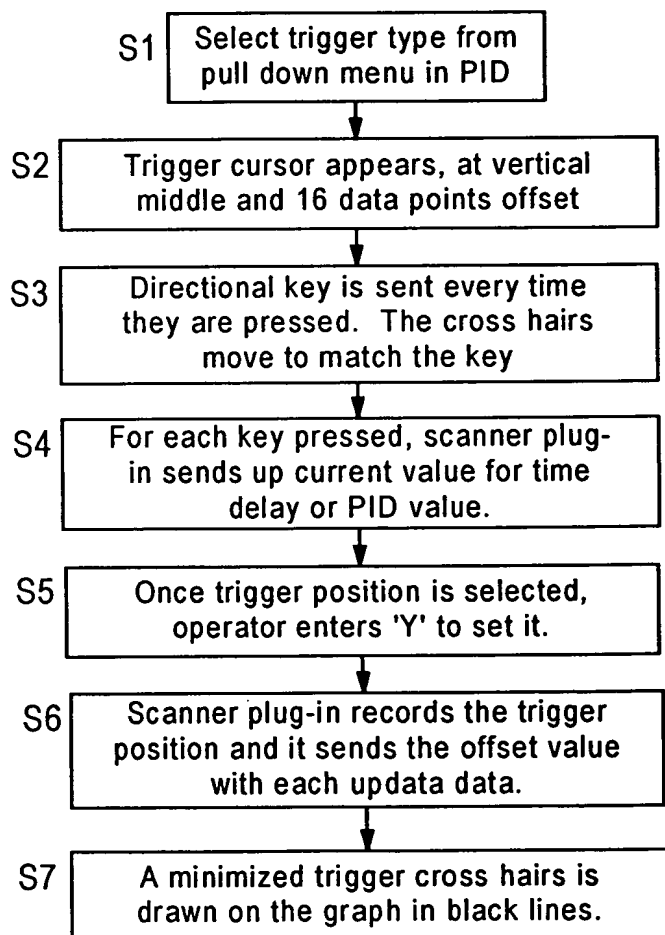 S1
Select trigger type from
pull down menu in PID
S2
Trigger cursor appears, at vertical
middle and 16 data points offset
S3
Directional key is sent every time
they are pressed. The cross hairs
move to match the key
S4
For each key pressed, scanner plug-
in sends up current value for time
delay or PID value.
S5
Once trigger position is selected,
operator enters 'Y' to set it.
S6
Scanner plug-in records the trigger
position and it sends the offset value
with each updata data.
S7
A minimized trigger cross hairs is
drawn on the graph in black lines.